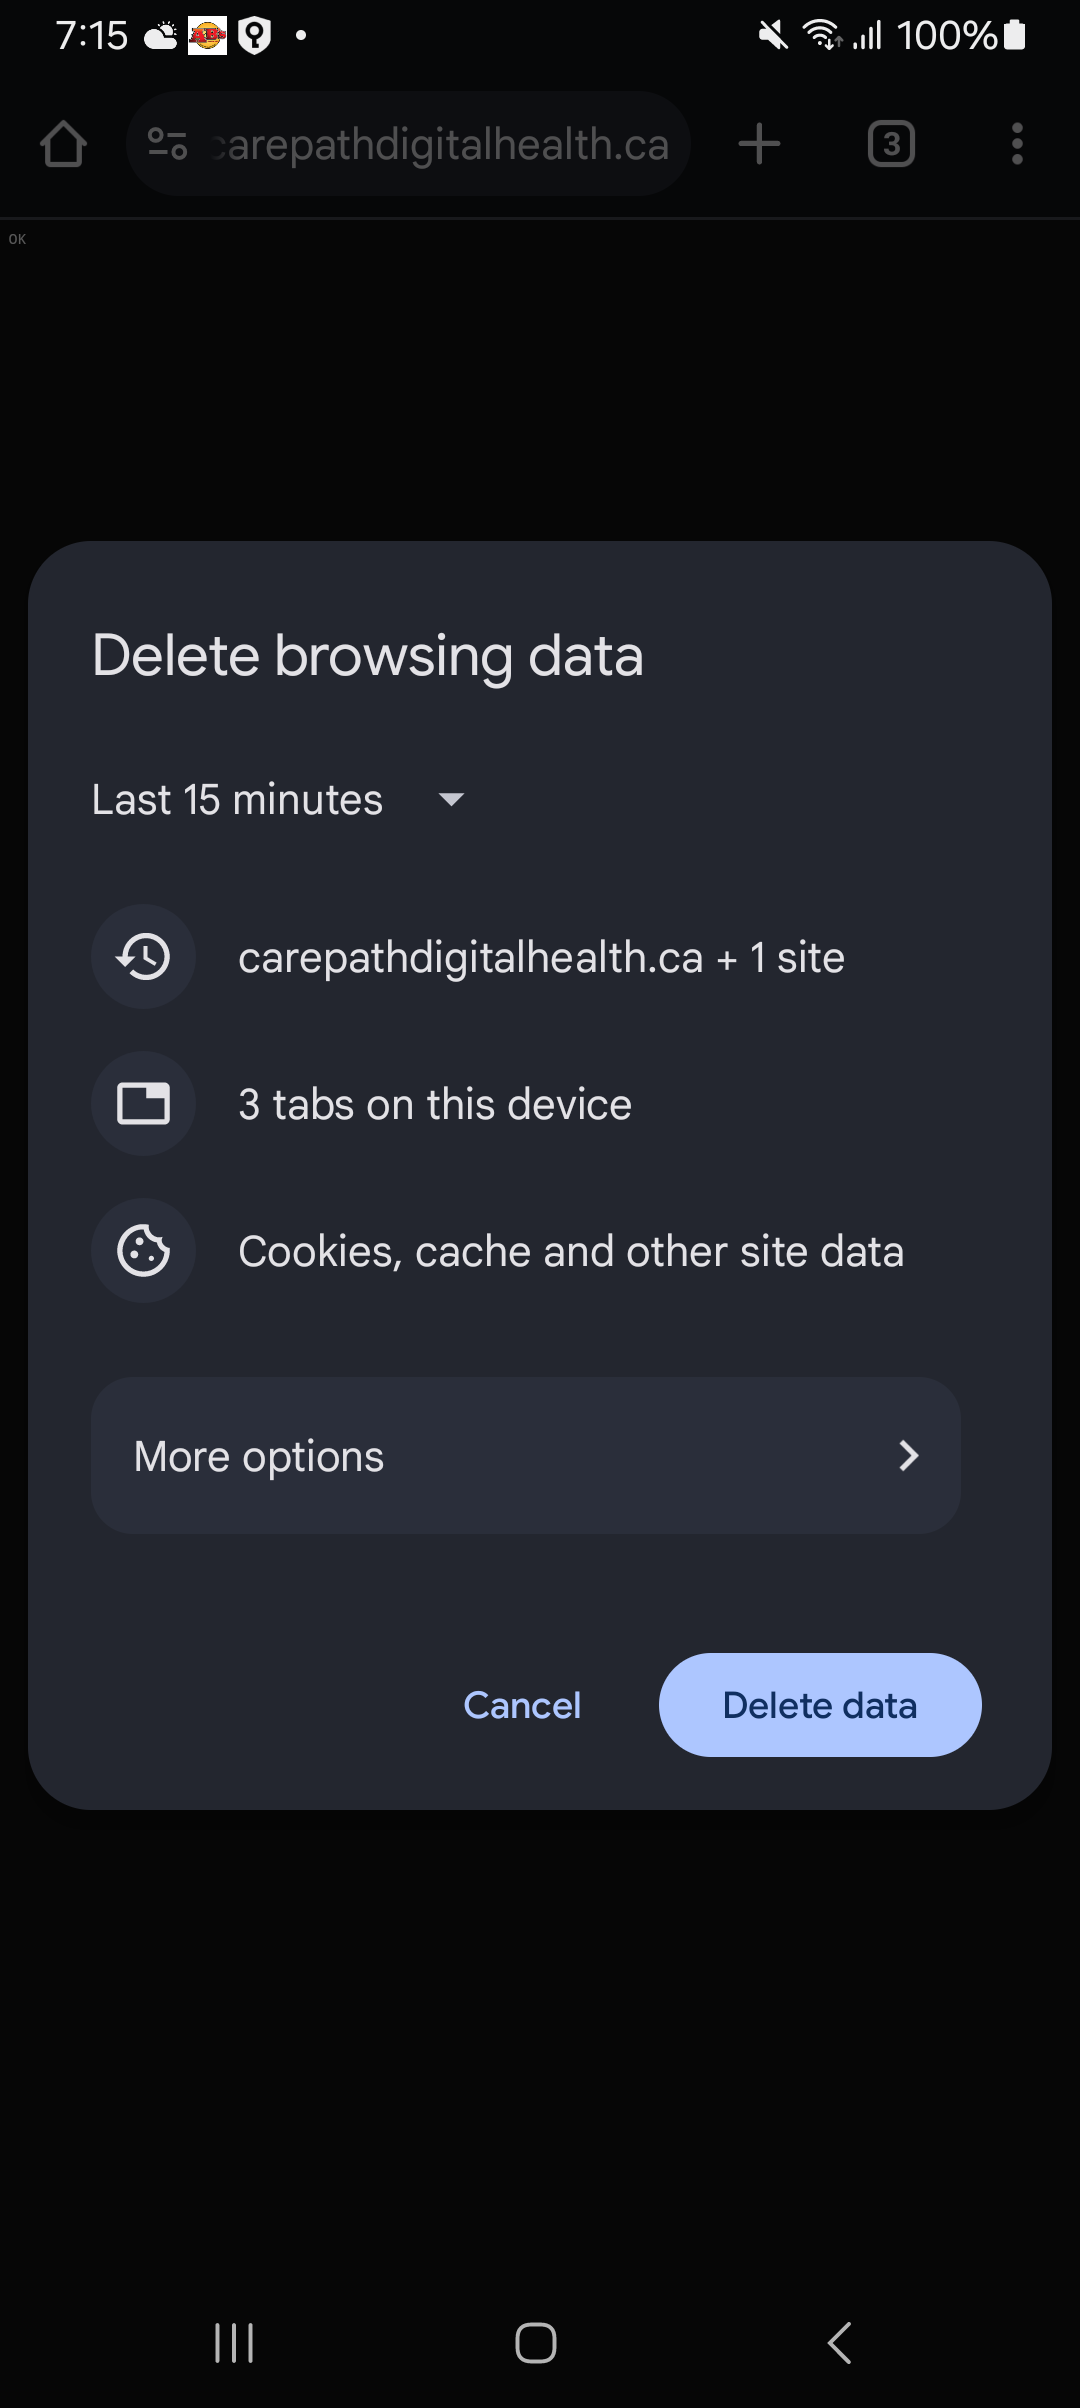 7:15
100%
carepathdigitalhealth.ca
3
OK
Delete browsing data
Last 15 minutes
carepathdigitalhealth.ca + 1 site
3 tabs on this device
Cookies, cache and other site data
More options
Cancel
Delete data